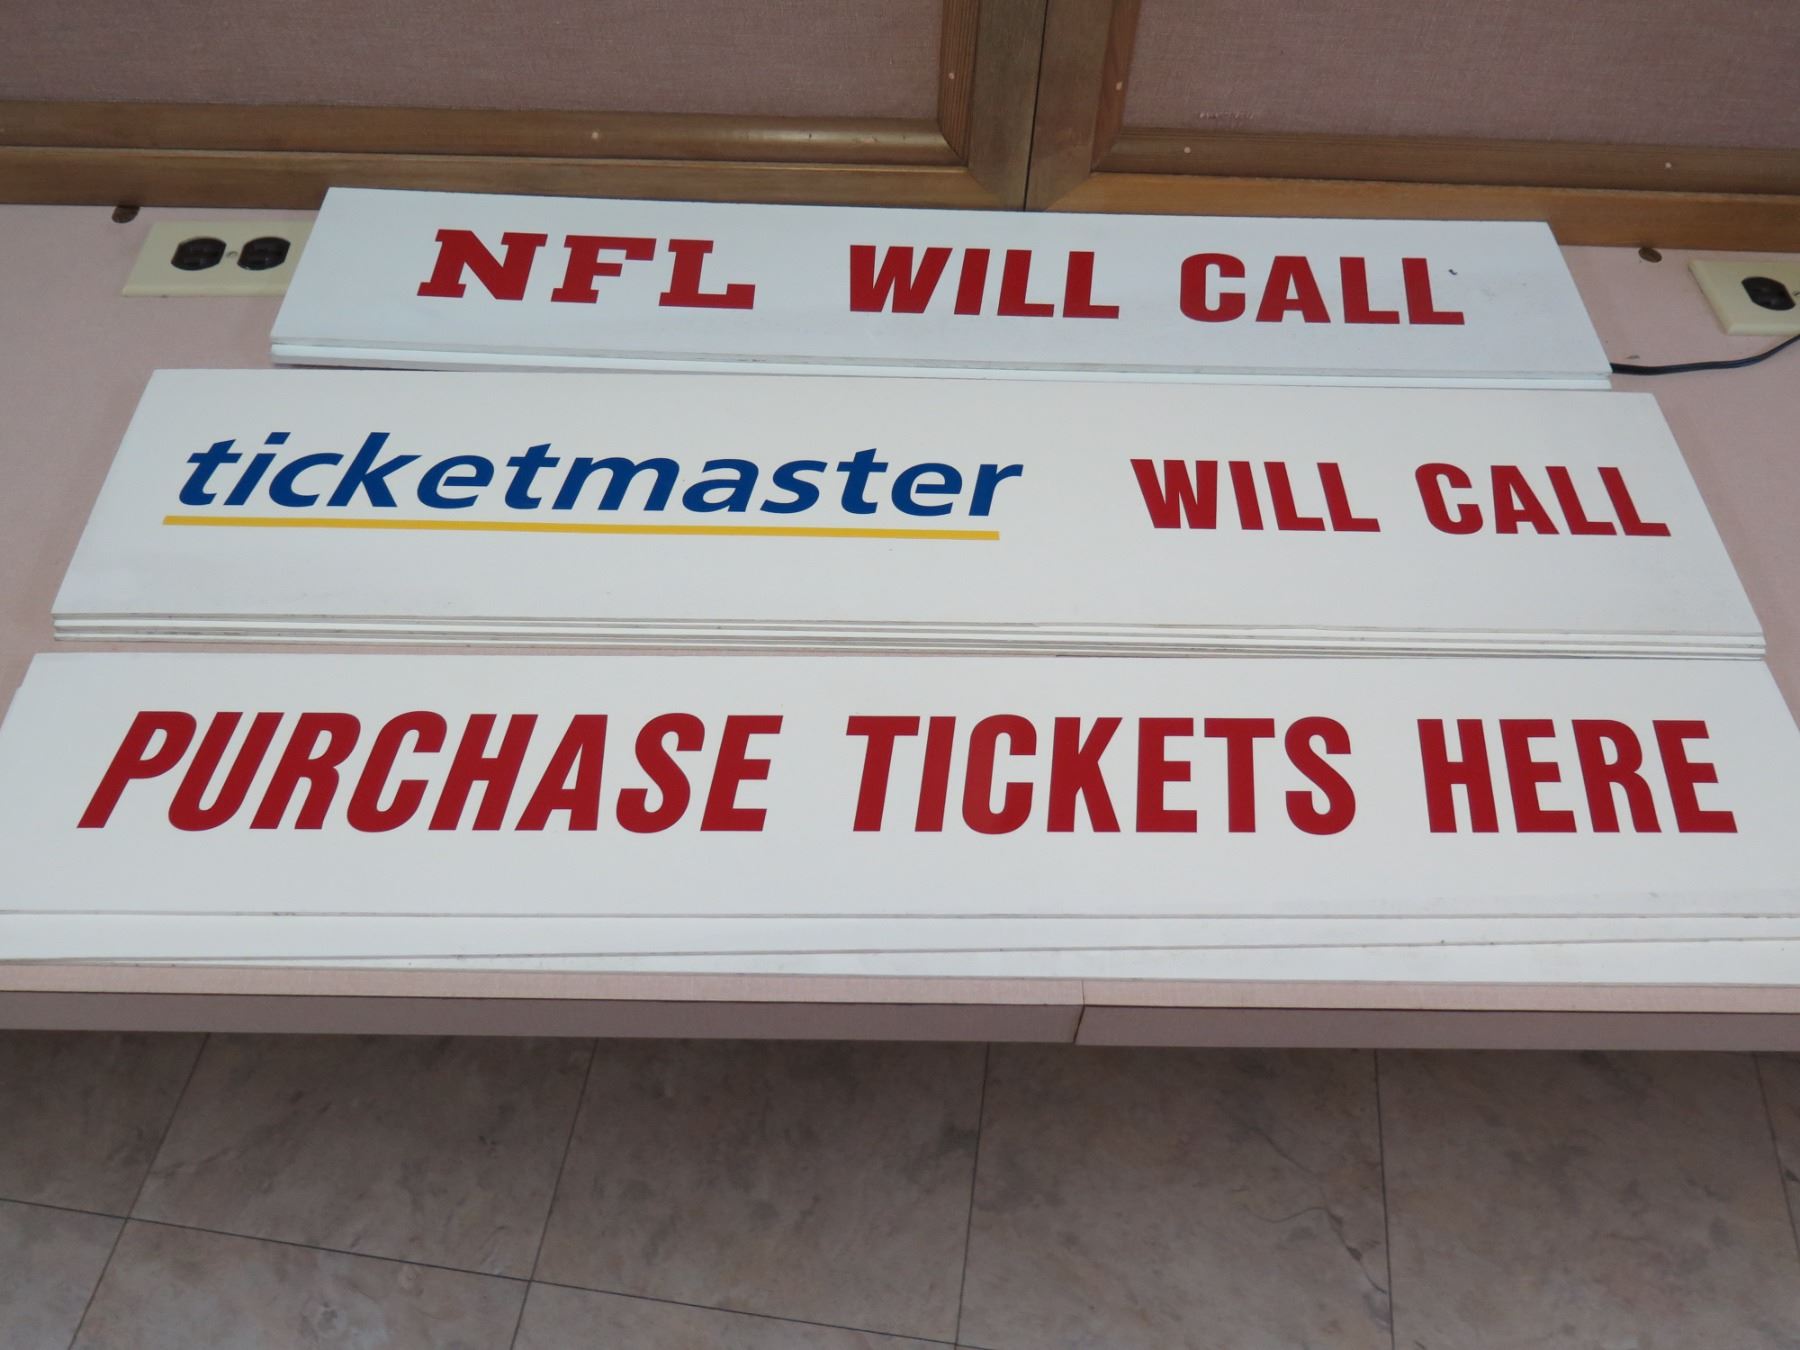 NFL WILL CALL
ticketmaster WILL CALL
PURCHASE TICKETS HERE